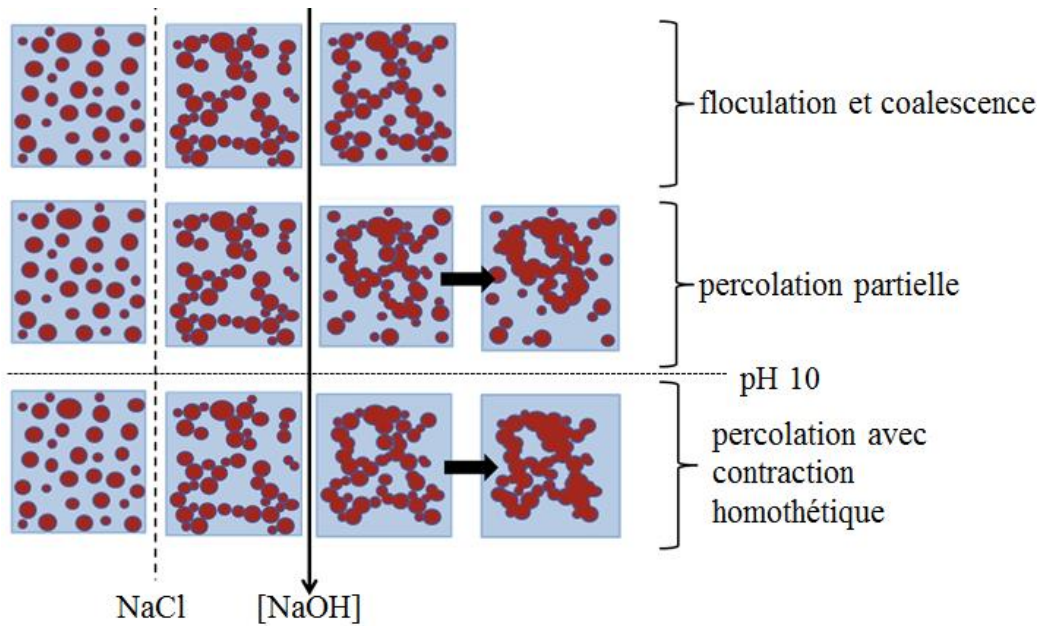 floculation et coalescence
percolation partielle
pH 10
percolation avec
contraction
homothétique
NaCl
[NaOH]